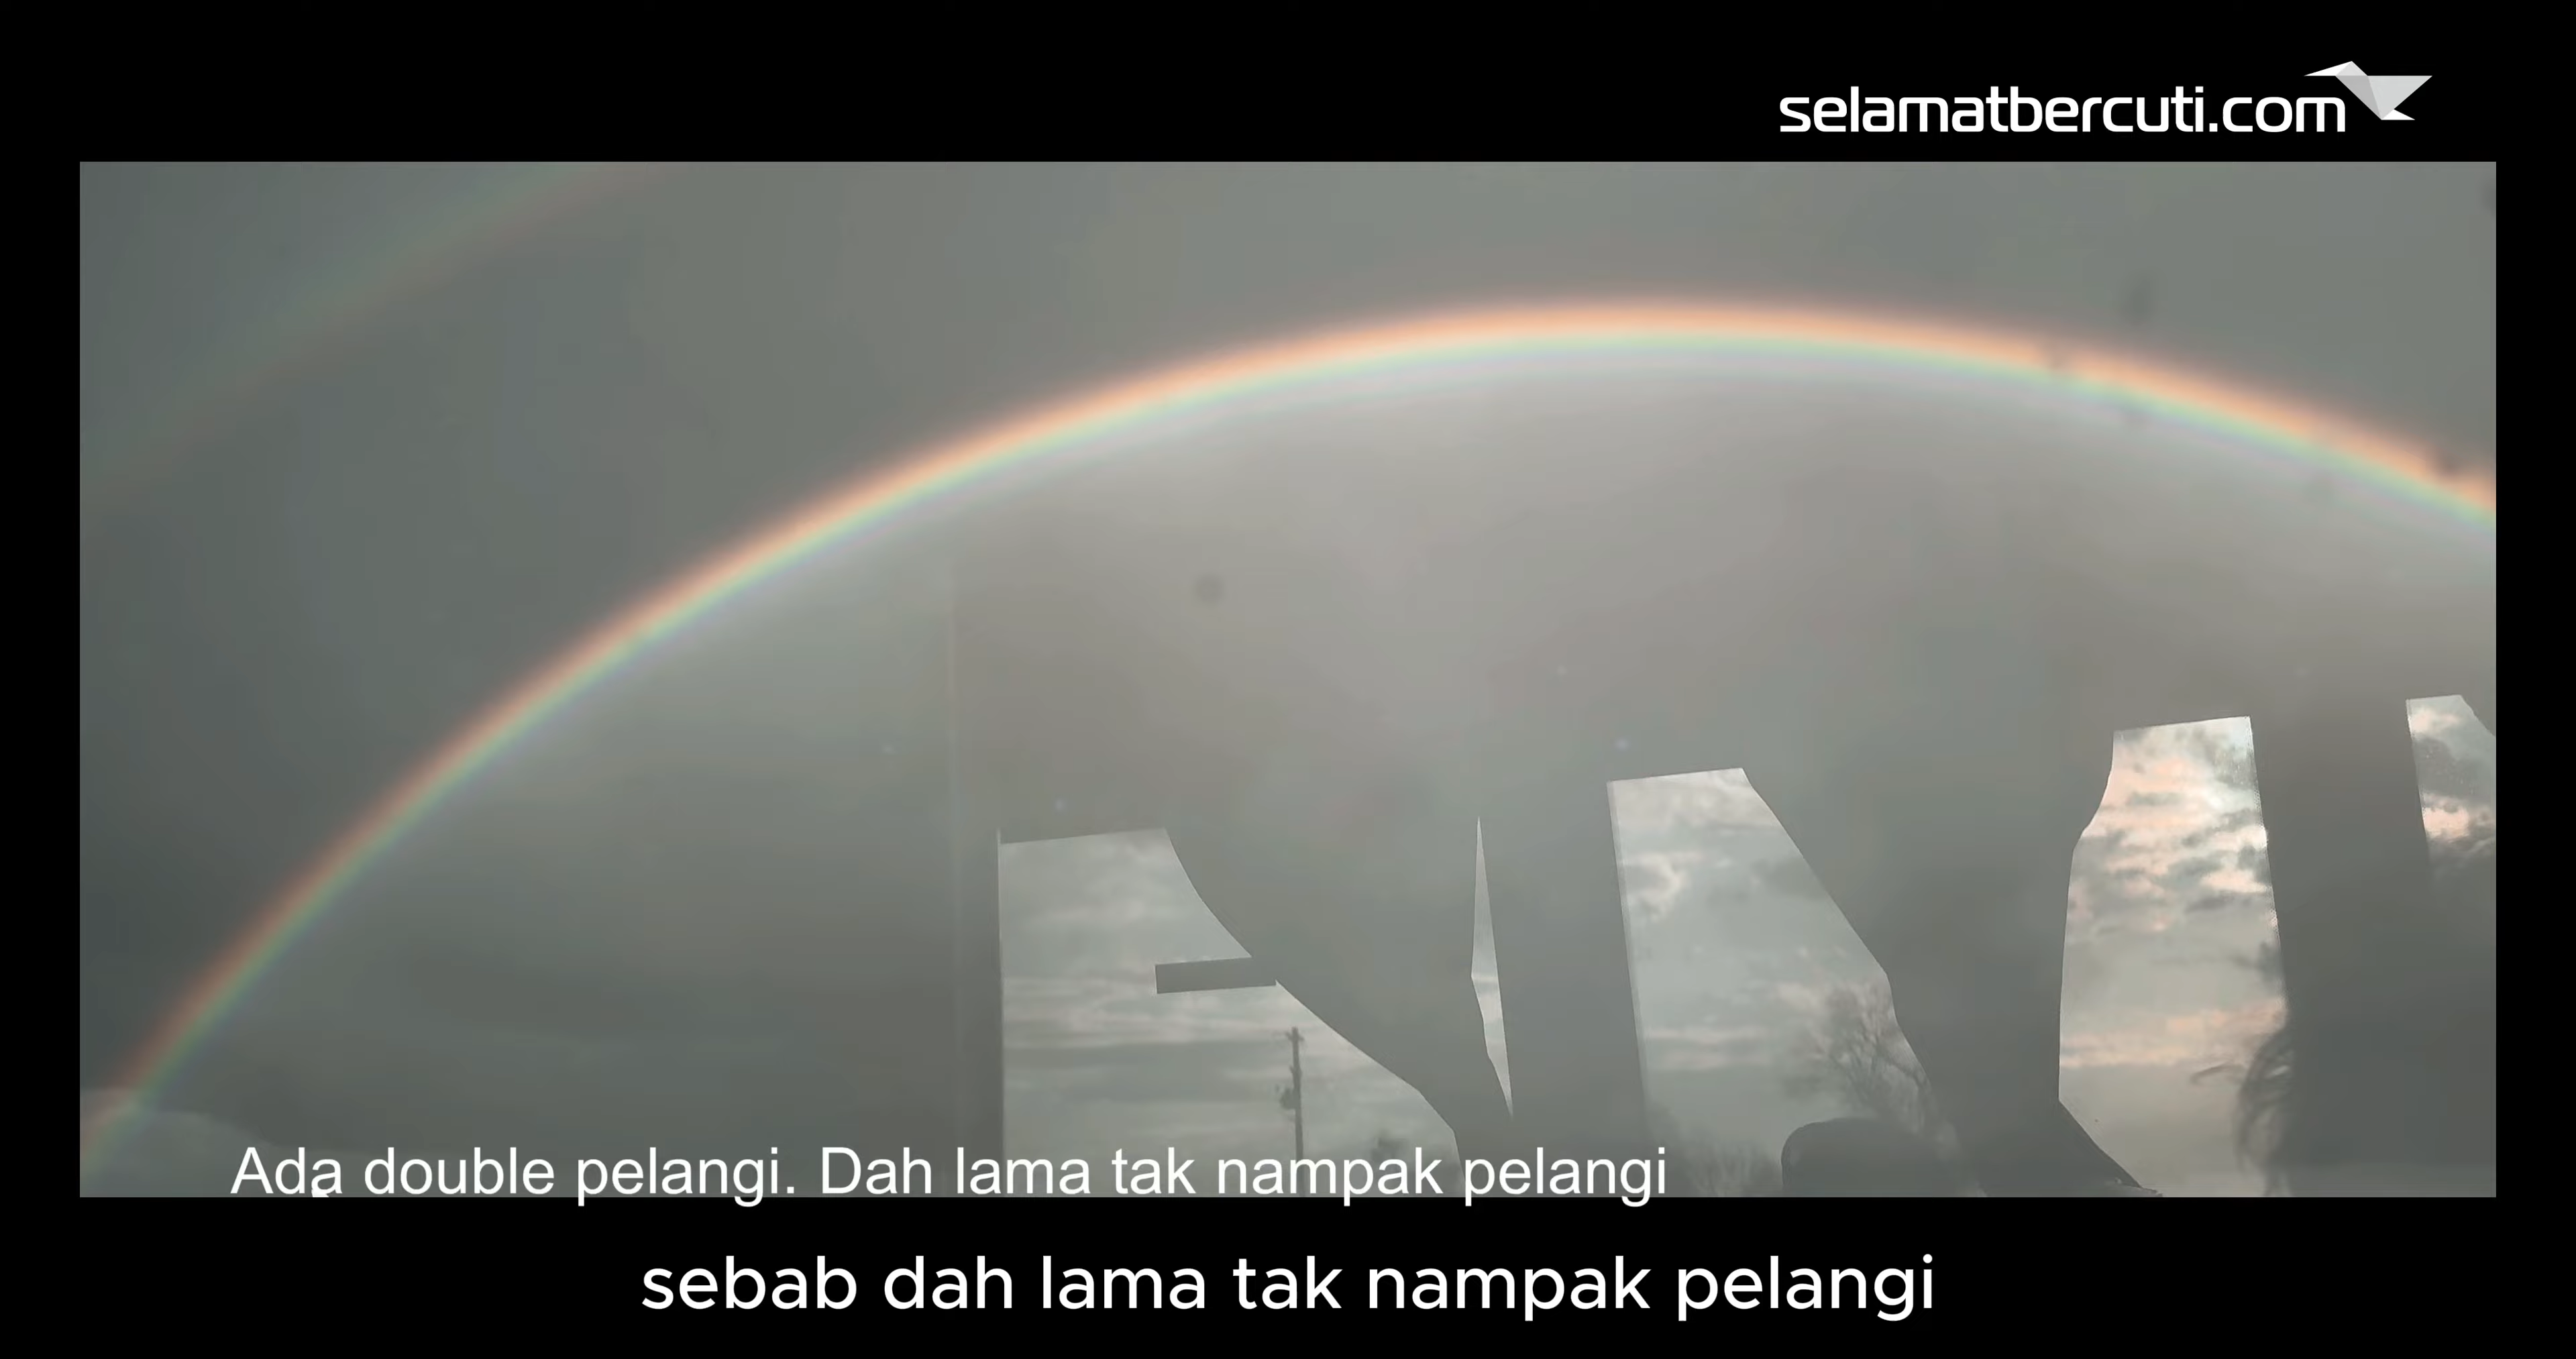 selamatbercuti.com
Ada double pelangi. Dah lama tak nampak pelangi
sebab dah lama tak nampak pelangi